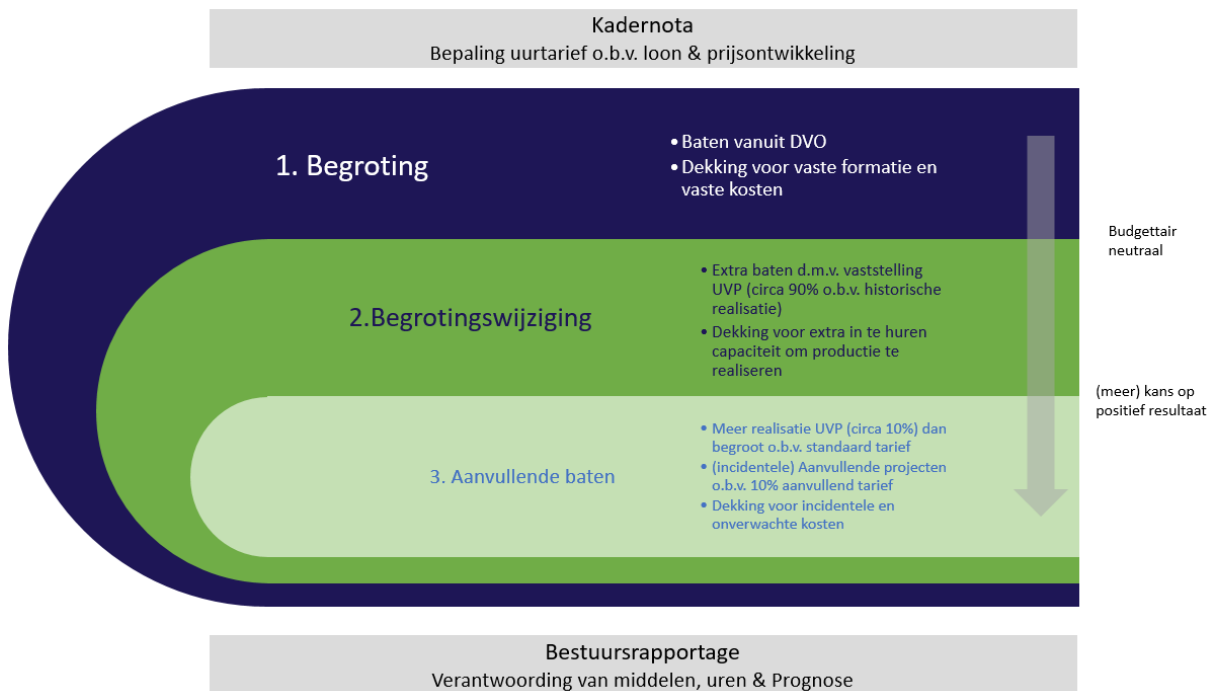 Kadernota
Bepaling uurtarief o.b.v. loon & prijsontwikkeling
1. Begroting
• Baten vanuit DVO
• Dekking voor vaste formatie en
vaste kosten
Budgettair
neutraal
2.Begrotingswijziging
• Extra baten d.m.v. vaststelling
UVP (circa 90% o.b.v. historische
realisatie)
• Dekking voor extra in te huren
capaciteit om productie te
realiseren
(meer) kans op
positief resultaat
3. Aanvullende baten
• Meer realisatie UVP (circa 10%) dan
begroot o.b.v. standaard tarief
• (incidentele) Aanvullende projecten
o.b.v. 10% aanvullend tarief
• Dekking voor incidentele en
onverwachte kosten
Bestuursrapportage
Verantwoording van middelen, uren & Prognose